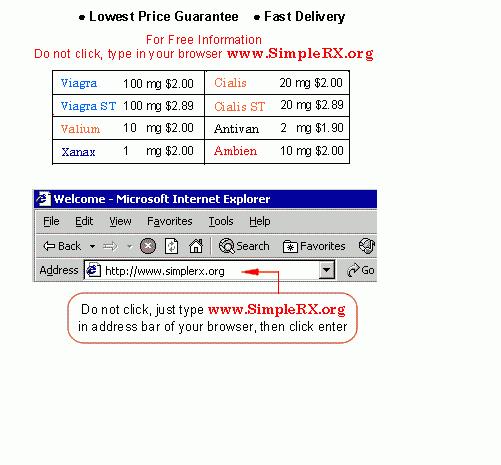 • Lowest Price Guarantee • Fast Delivery
For Free Information
Do not click, type in your browser www.SimpleRX.org
Viagra 100 mg $2.00 Cialis 20 mg $2.00
Viagra ST 100 mg $2.89 Cialis ST 20 mg $2.89
Valium 10 mg $2.00 Antivan 2 mg $1.90
Xanax 1 mg $2.00 Ambien 10 mg $2.00
Welcome - Microsoft Internet Explorer
File Edit View Favorites Tools Help
Back Search Favorites
Address http://www.simplerx.org Go
Do not click, just type www.SimpleRX.org
in address bar of your browser, then click enter